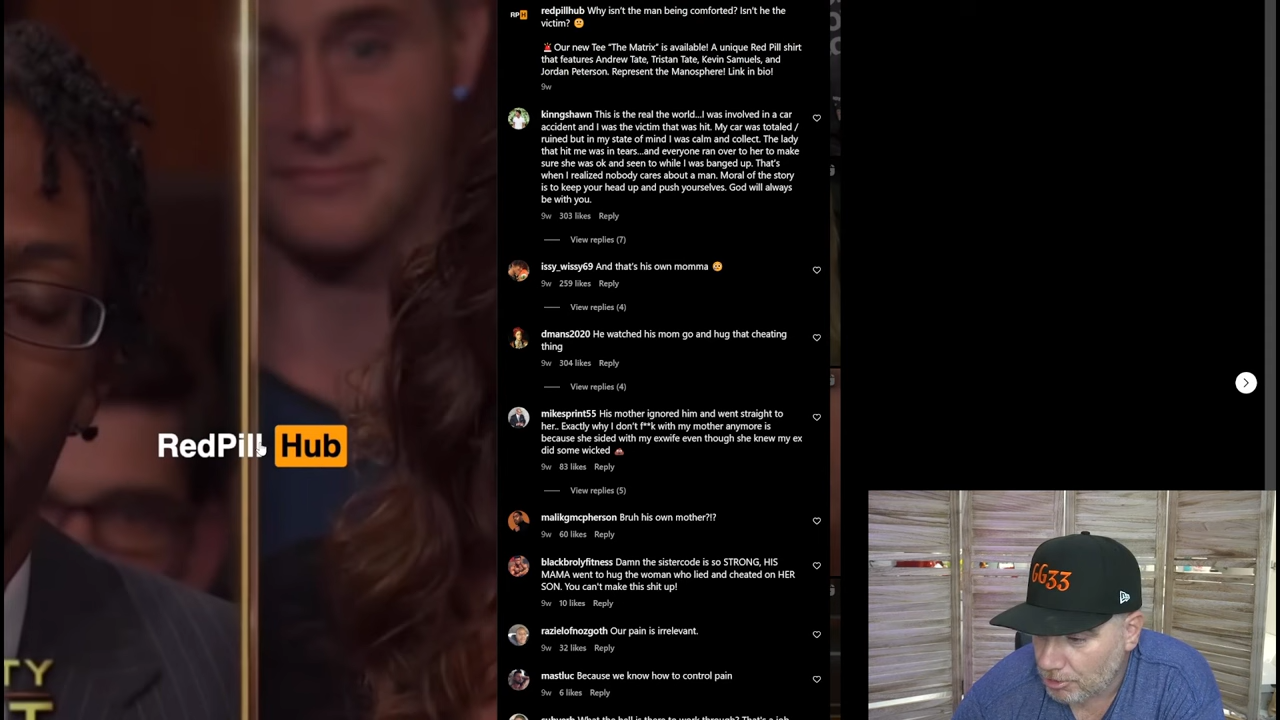 RPH
redpillhub Why isn't the man being comforted? Isn't he the
victim? 🙁
🚨Our new Tee "The Matrix" is available! A unique Red Pill shirt
that features Andrew Tate, Tristan Tate, Kevin Samuels, and
Jordan Peterson. Represent the Manosphere! Link in bio!
9w
kinngshawn This is the real the world...I was involved in a car
accident and I was the victim that was hit. My car was totaled /
ruined but in my state of mind I was calm and collect. The lady
that hit me was in tears...and everyone ran over to her to make
sure she was ok and seen to while I was banged up. That's
when I realized nobody cares about a man. Moral of the story
is to keep your head up and push yourselves. God will always
be with you.
9w 303 likes Reply
View replies (7)
issy_wissy69 And that's his own momma 😢
9w 259 likes Reply
View replies (4)
dmans2020 He watched his mom go and hug that cheating
thing
9w 304 likes Reply
View replies (4)
mikesprint55 His mother ignored him and went straight to
her.. Exactly why I don't f**k with my mother anymore is
because she sided with my exwife even though she knew my ex
did some wicked
9w 83 likes Reply
View replies (5)
malikgmcpherson Bruh his own mother?!?
9w 60 likes Reply
blackbrolyfitness Damn the sistercode is so STRONG, HIS
MAMA went to hug the woman who lied and cheated on HER
SON. You can't make this shit up!
9w 10 likes Reply
razielofnozgoth Our pain is irrelevant.
9w 32 likes Reply
mastluc Because we know how to control pain
9w 6 likes Reply
RedPill Hub
TY
T
GG33